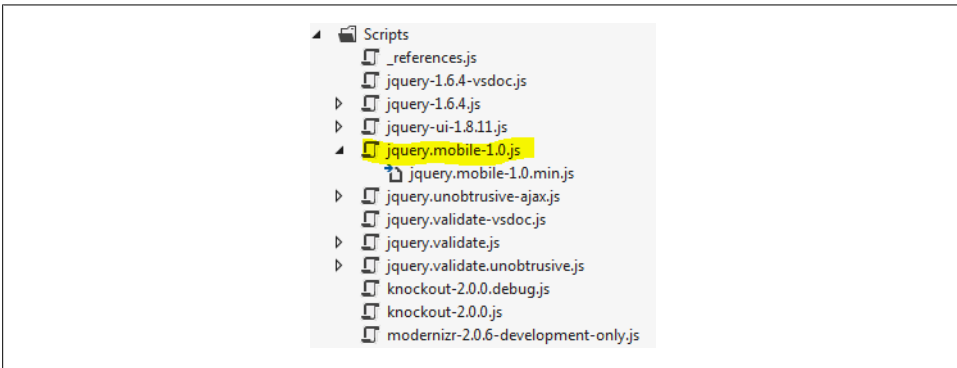 Scripts
_references.js
jquery-1.6.4-vsdoc.js
jquery-1.6.4.js
jquery-ui-1.8.11.js
jquery.mobile-1.0.js
jquery.mobile-1.0.min.js
jquery.unobtrusive-ajax.js
jquery.validate-vsdoc.js
jquery.validate.js
jquery.validate.unobtrusive.js
knockout-2.0.0.debug.js
knockout-2.0.0.js
modernizr-2.0.6-development-only.js